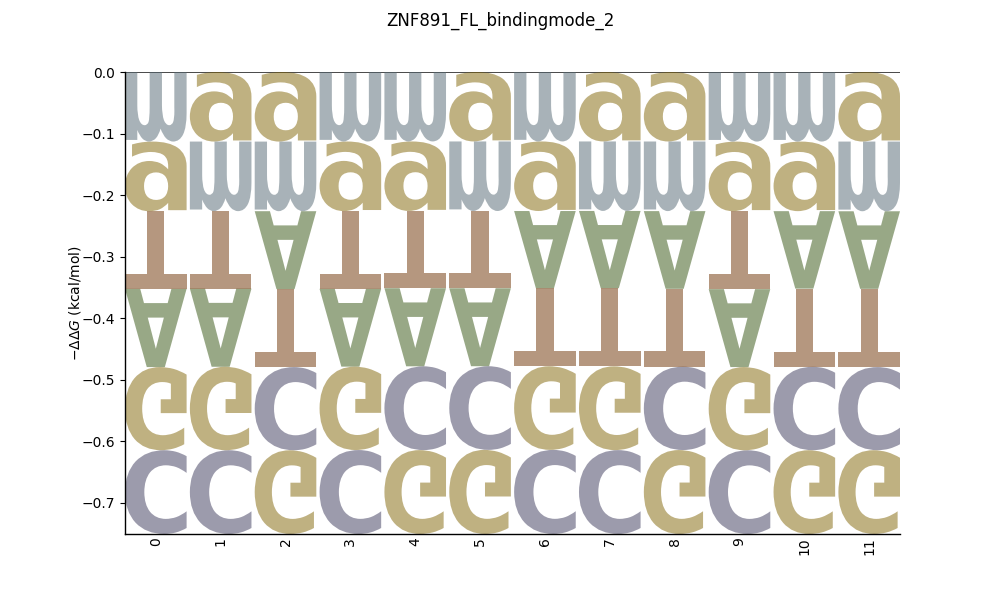 ZNF891_FL_bindingmode_2
0.0
−0.1
−0.2
−0.3
−0.4
−0.5
−0.6
−0.7
−ΔΔG (kcal/mol)
m a a m m a m a a m m a
a m m a a m a m m a a m
T T A T T T A A A T A A
A A T A A A T T T A T T
G G C G C C G G C G C C
C C G C G G C C G C G G
0 1 2 3 4 5 6 7 8 9 10 11